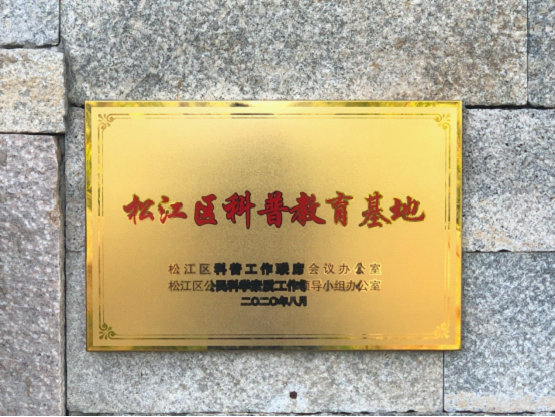 松江区科普教育基地
松江区科普工作联席会议办公室
松江区公民科学素质工作领导小组办公室
二〇二〇年八月